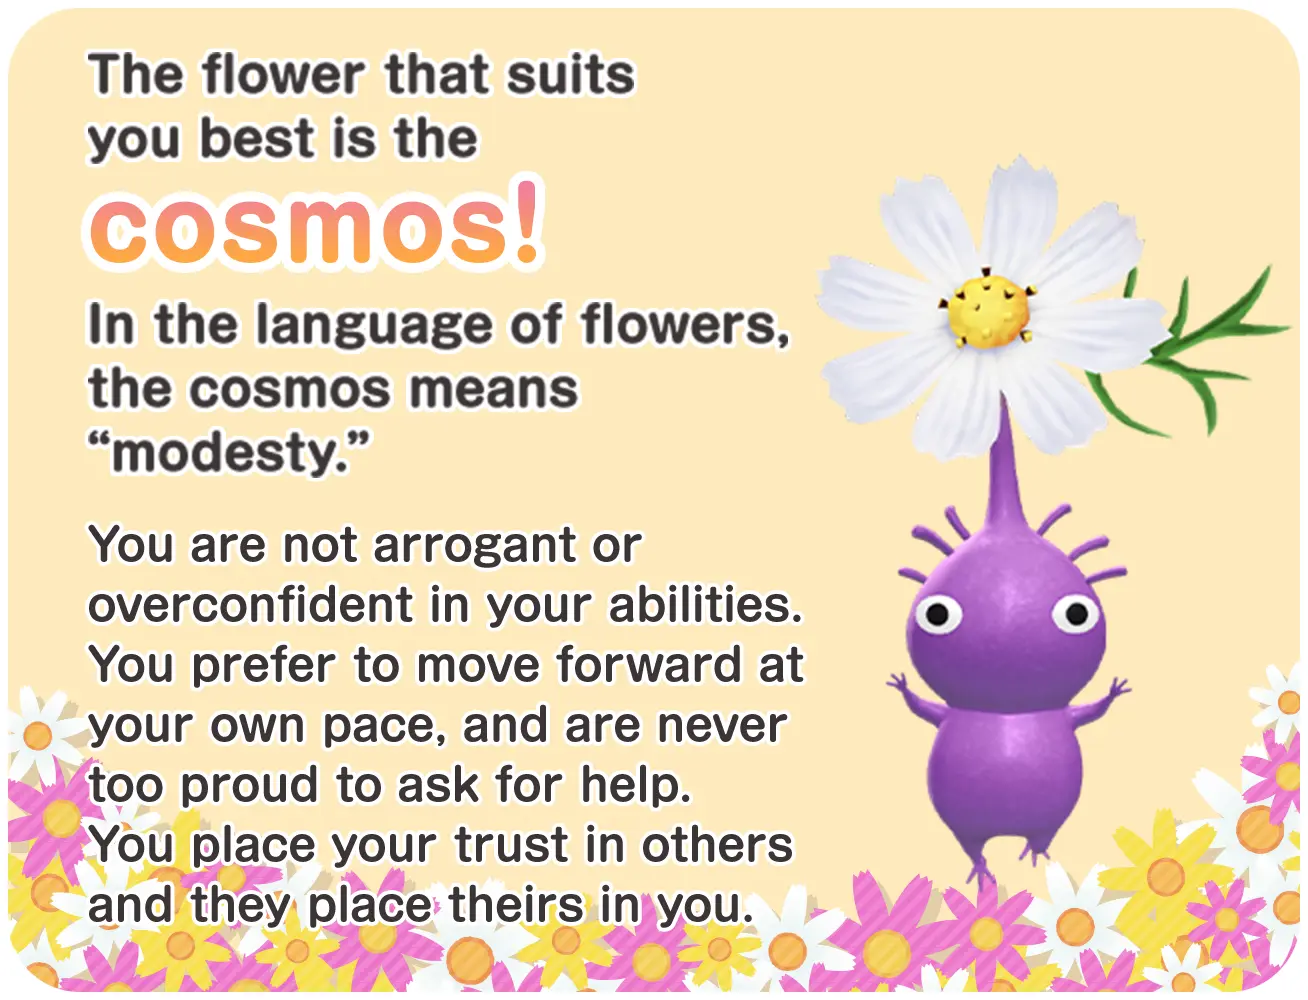 The flower that suits
you best is the
cosmos!
In the language of flowers,
the cosmos means
“modesty.”
You are not arrogant or
overconfident in your abilities.
You prefer to move forward at
your own pace, and are never
too proud to ask for help.
You place your trust in others
and they place theirs in you.